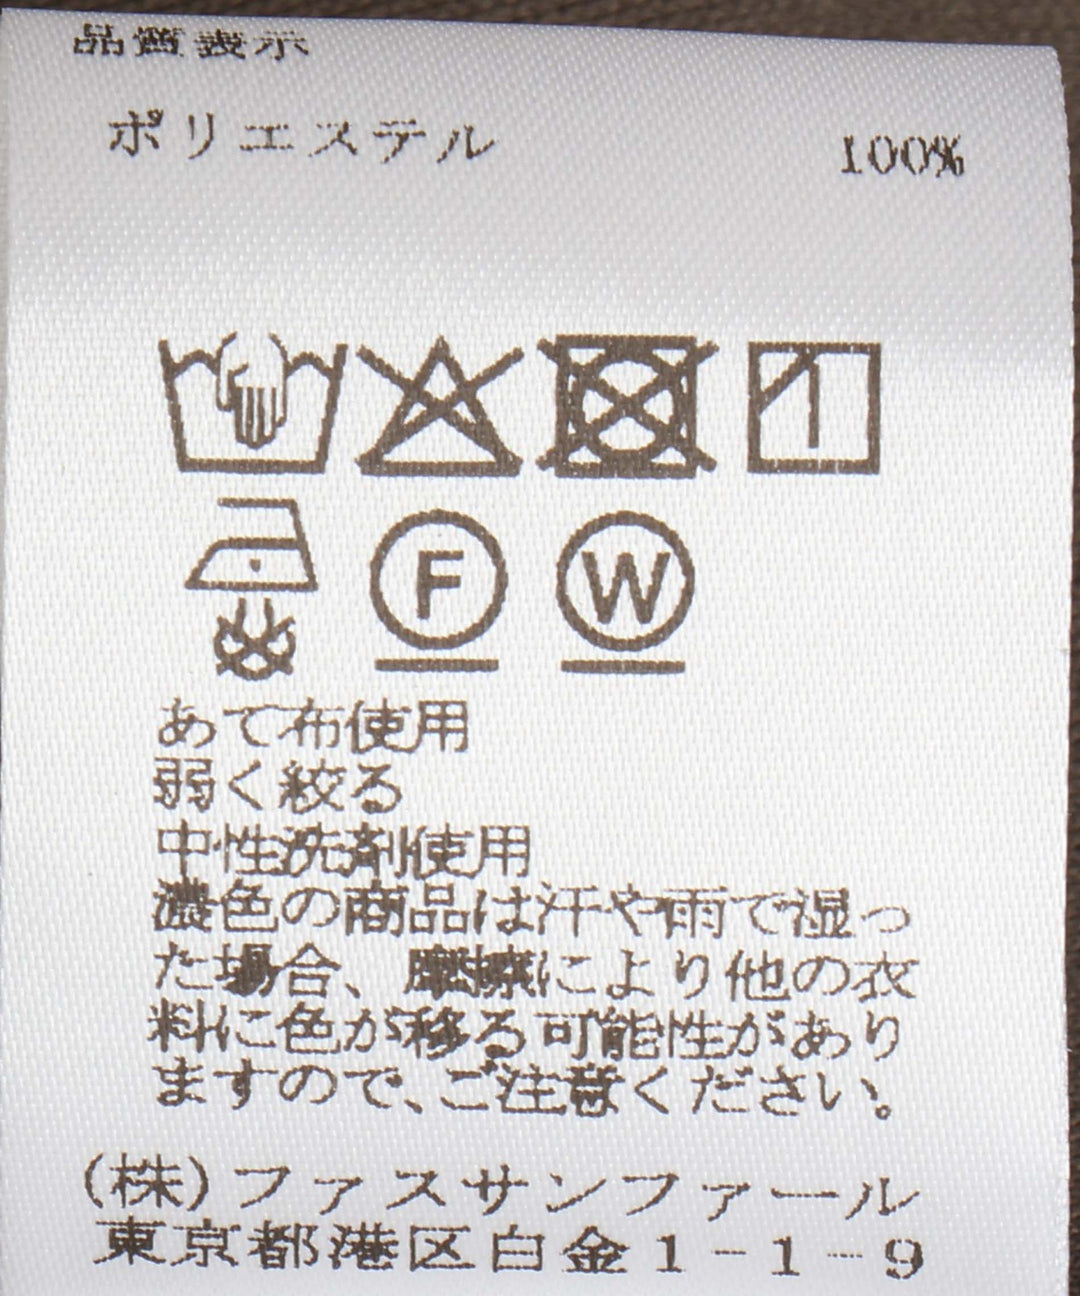 品質表示
ポリエステル 100%
F W
あて布使用
弱く絞る
中性洗剤使用
濃色の商品は汗や雨で湿っ
た場合、摩擦により他の衣
料に色が移る可能性があり
ますので、ご注意ください。
(株)ファスサンファール
東京都港区白金1-1-9